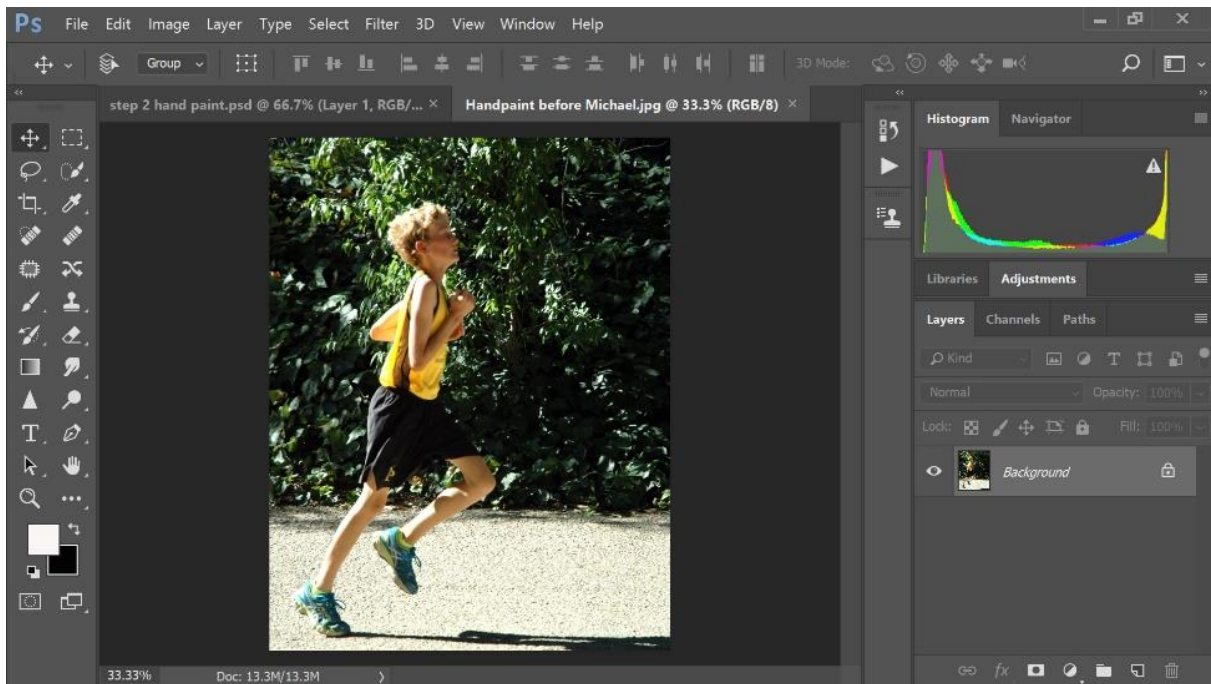 Ps File Edit Image Layer Type Select Filter 3D View Window Help
Group 3D Mode:
step 2 hand paint.psd @ 66.7% (Layer 1, RGB/... × Handpaint before Michael.jpg @ 33.3% (RGB/8) ×
Histogram Navigator
Libraries Adjustments
Layers Channels Paths
Kind
Normal Opacity: 100%
Lock: Fill: 100%
Background
33.33% Doc: 13.3M/13.3M